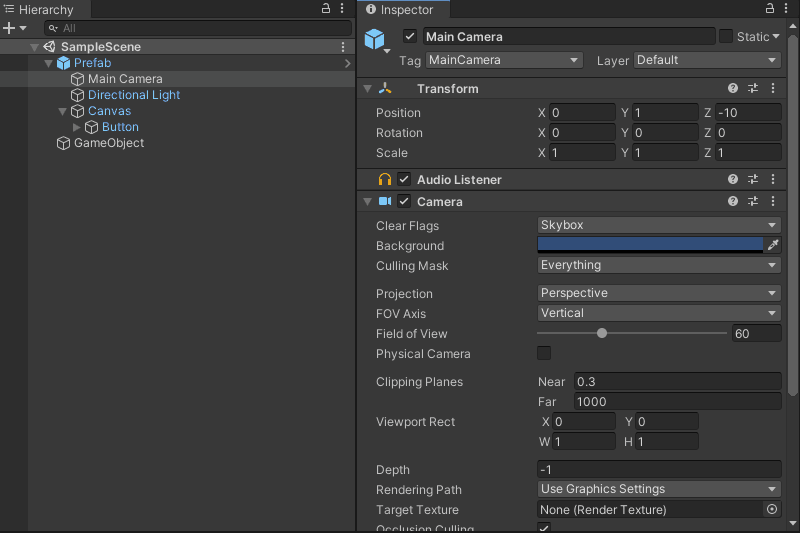 Hierarchy
All
SampleScene
Prefab
Main Camera
Directional Light
Canvas
Button
GameObject
Inspector
Main Camera
Static
Tag MainCamera Layer Default
Transform
Position X 0 Y 1 Z -10
Rotation X 0 Y 0 Z 0
Scale X 1 Y 1 Z 1
Audio Listener
Camera
Clear Flags Skybox
Background
Culling Mask Everything
Projection Perspective
FOV Axis Vertical
Field of View 60
Physical Camera
Clipping Planes Near 0.3
Far 1000
Viewport Rect X 0 Y 0
W 1 H 1
Depth -1
Rendering Path Use Graphics Settings
Target Texture None (Render Texture)
Occlusion Culling